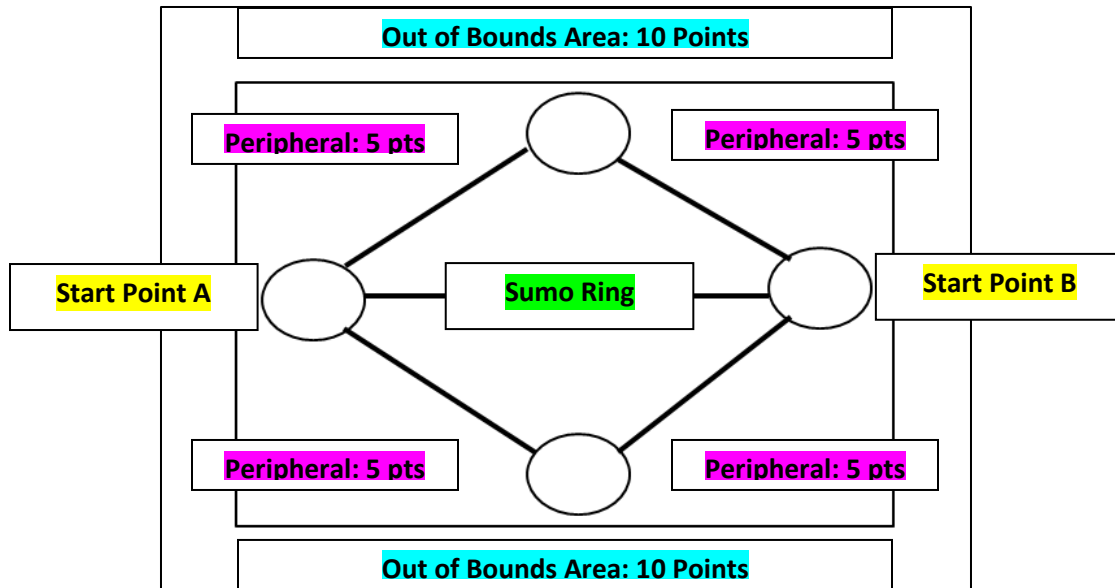 Out of Bounds Area: 10 Points
Peripheral: 5 pts
Peripheral: 5 pts
Start Point A
Sumo Ring
Start Point B
Peripheral: 5 pts
Peripheral: 5 pts
Out of Bounds Area: 10 Points